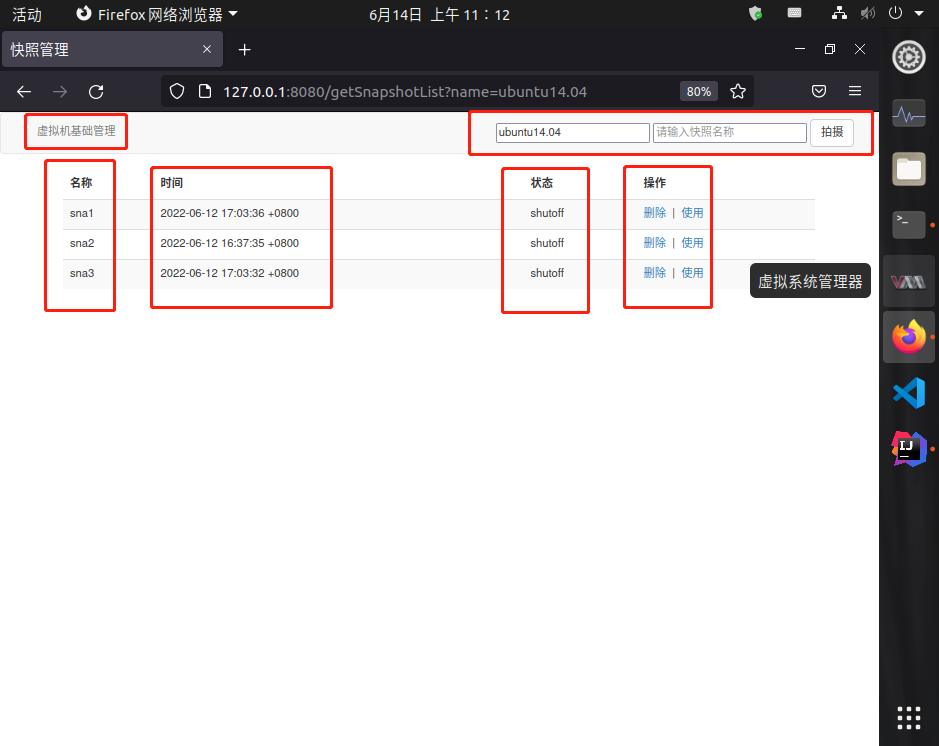 活动 Firefox 网络浏览器 6月14日 上午 11：12
快照管理
127.0.0.1:8080/getSnapshotList?name=ubuntu14.04 80%
虚拟机基础管理 ubuntu14.04 请输入快照名称 拍摄
名称 时间 状态 操作
sna1 2022-06-12 17:03:36 +0800 shutoff 删除 | 使用
sna2 2022-06-12 16:37:35 +0800 shutoff 删除 | 使用
sna3 2022-06-12 17:03:32 +0800 shutoff 删除 | 使用
虚拟系统管理器
IJ